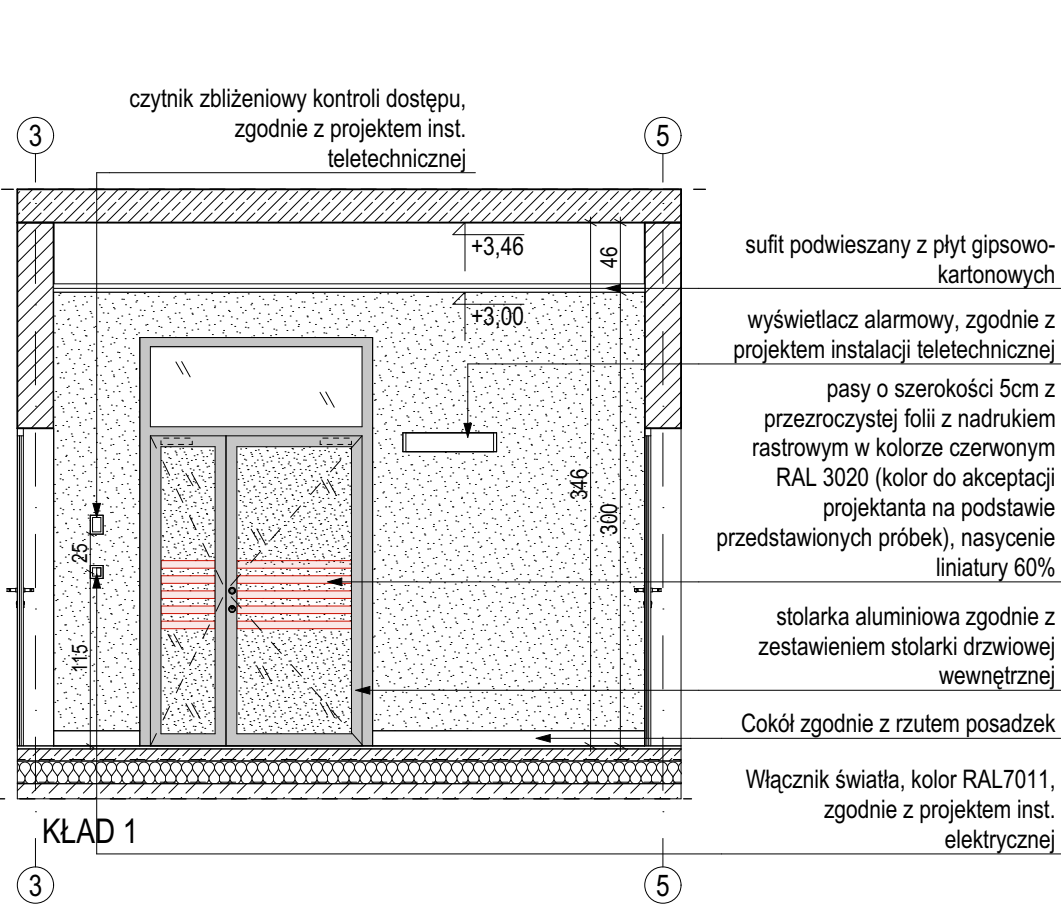 czytnik zbliżeniowy kontroli dostępu,
zgodnie z projektem inst.
teletechnicznej
3
5
+3,46
46
sufit podwieszany z płyt gipsowo-
kartonowych
+3,00
wyświetlacz alarmowy, zgodnie z
projektem instalacji teletechnicznej
pasy o szerokości 5cm z
przezroczystej folii z nadrukiem
rastrowym w kolorze czerwonym
RAL 3020 (kolor do akceptacji
projektanta na podstawie
przedstawionych próbek), nasycenie
liniatury 60%
346
300
25
115
stolarka aluminiowa zgodnie z
zestawieniem stolarki drzwiowej
wewnętrznej
Cokół zgodnie z rzutem posadzek
Włącznik światła, kolor RAL7011,
zgodnie z projektem inst.
elektrycznej
KŁAD 1
3
5